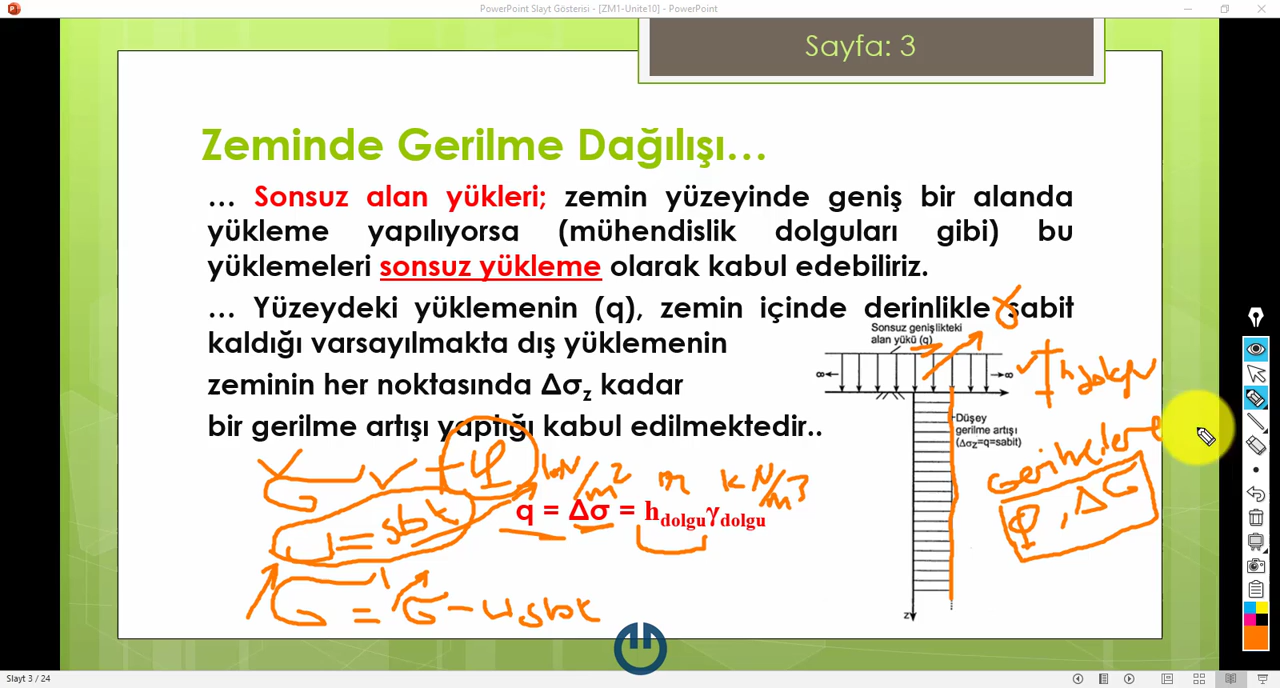 PowerPoint Slayt Gösterisi - [ZM1-Unite10] - PowerPoint
Sayfa: 3
Zeminde Gerilme Dağılışı…
… Sonsuz alan yükleri; zemin yüzeyinde geniş bir alanda
yükleme yapılıyorsa (mühendislik dolguları gibi) bu
yüklemeleri sonsuz yükleme olarak kabul edebiliriz.
… Yüzeydeki yüklemenin (q), zemin içinde derinlikle sabit
kaldığı varsayılmakta dış yüklemenin
zeminin her noktasında Δσz kadar
bir gerilme artışı yaptığı kabul edilmektedir..
Sonsuz genişlikteki
alan yükü (q)
∞ ∞
h dolgu
Düşey
gerilme artışı
(Δσz=q=sabit)
z
kN/m² m kN/m³
q = Δσ = hdolguγdolgu
u = sbt
σ' = σ - u sbt
Slayt 3 / 24